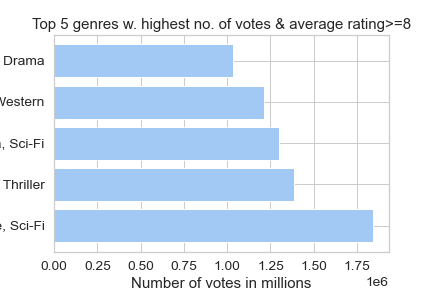 Top 5 genres w. highest no. of votes & average rating>=8
Drama
Western
, Sci-Fi
Thriller
, Sci-Fi
0.00 0.25 0.50 0.75 1.00 1.25 1.50 1.75
1e6
Number of votes in millions